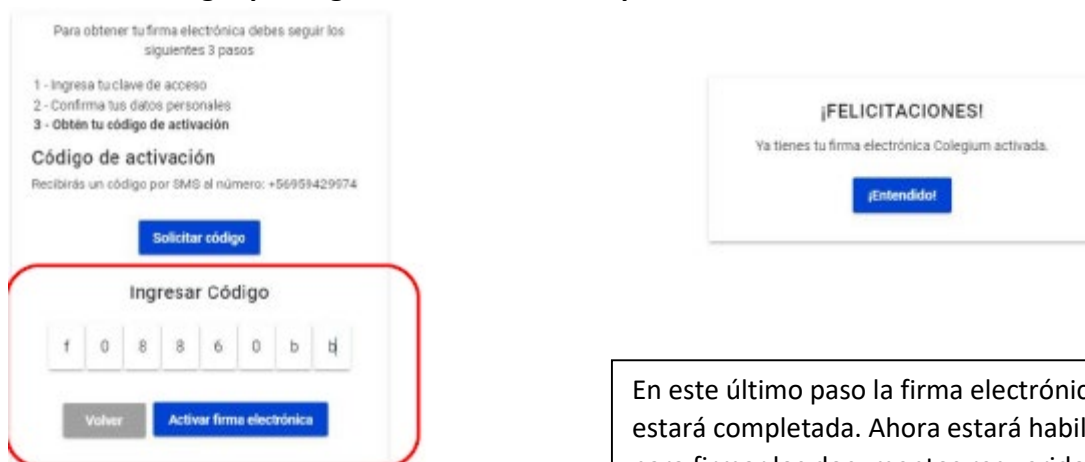 Para obtener tu firma electrónica debes seguir los
siguientes 3 pasos
1 - Ingresa tu clave de acceso
2 - Confirma tus datos personales
3 - Obtén tu código de activación
Código de activación
Recibirás un código por SMS al número: +56959429974
Solicitar código
Ingresar Código
f 0 8 8 6 0 b b
Volver
Activar firma electrónica
¡FELICITACIONES!
Ya tienes tu firma electrónica Colegium activada.
¡Entendido!
En este último paso la firma electrónic
estará completada. Ahora estará habil